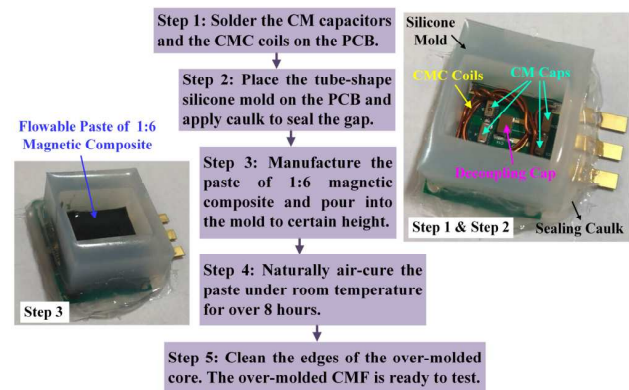 Step 1: Solder the CM capacitors
and the CMC coils on the PCB.
Step 2: Place the tube-shape
silicone mold on the PCB and
apply caulk to seal the gap.
Step 3: Manufacture the
paste of 1:6 magnetic
composite and pour into
the mold to certain height.
Step 4: Naturally air-cure the
paste under room temperature
for over 8 hours.
Step 5: Clean the edges of the over-molded
core. The over-molded CMF is ready to test.
Flowable Paste of 1:6
Magnetic Composite
Step 3
Silicone
Mold
CMC Coils
CM Caps
Decoupling Cap
Step 1 & Step 2
Sealing Caulk